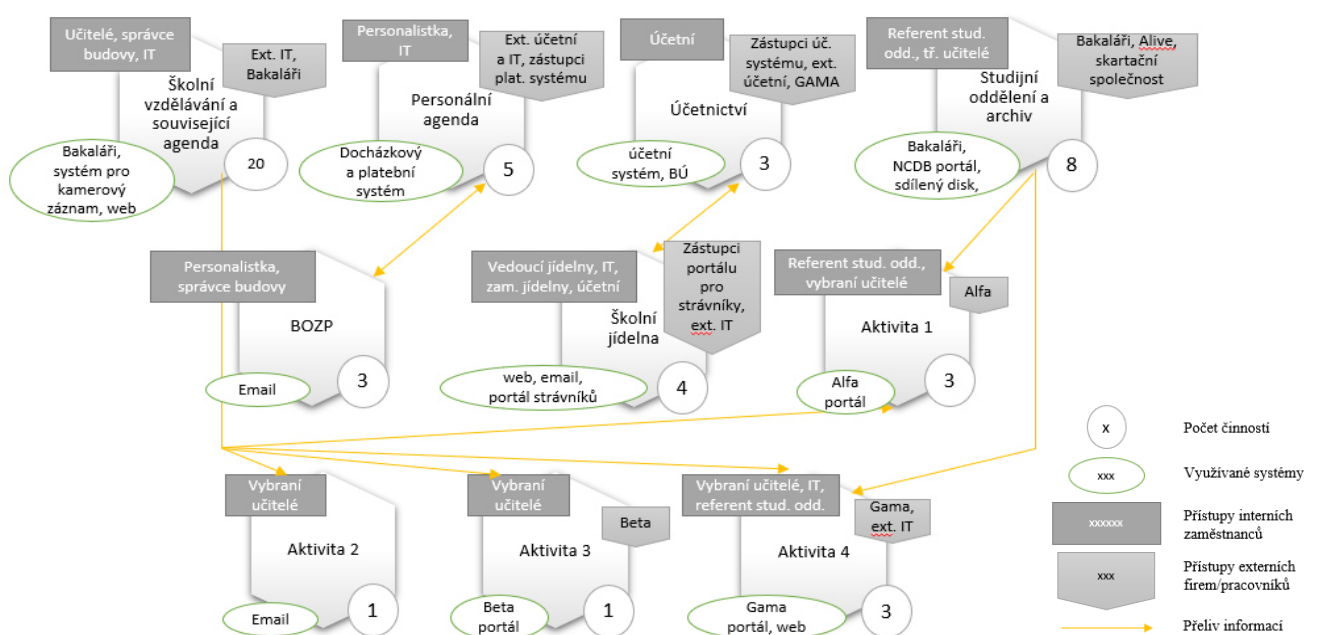 Učitelé, správce
budovy, IT
Ext. IT,
Bakaláři
Školní
vzdělávání a
související
agenda
Bakaláři,
systém pro
kamerový
záznam, web
20
Personalistka,
IT
Ext. účetní
a IT, zástupci
plat. systému
Personální
agenda
Docházkový
a platební
systém
5
Účetní
Zástupci úč.
systému, ext.
účetní, GAMA
Účetnictví
účetní
systém, BÚ
3
Referent stud.
odd., tř. učitelé
Bakaláři, Alive,
skartační
společnost
Studijní
oddělení a
archiv
Bakaláři,
NCDB portál,
sdílený disk,
8
Personalistka,
správce budovy
BOZP
Email
3
Vedoucí jídelny, IT,
zam. jídelny, účetní
Zástupci
portálu
pro
strávníky,
ext. IT
Školní
jídelna
web, email,
portál strávníků
4
Referent stud. odd.,
vybraní učitelé
Alfa
Aktivita 1
Alfa
portál
3
Vybraní
učitelé
Aktivita 2
Email
1
Vybraní
učitelé
Beta
Aktivita 3
Beta
portál
1
Vybraní učitelé, IT,
referent stud. odd.
Gama,
ext. IT
Aktivita 4
Gama
portál, web
3
x
Počet činností
xxx
Využívané systémy
xxxxxx
Přístupy interních
zaměstnanců
xxx
Přístupy externích
firem/pracovníků
Přeliv informací